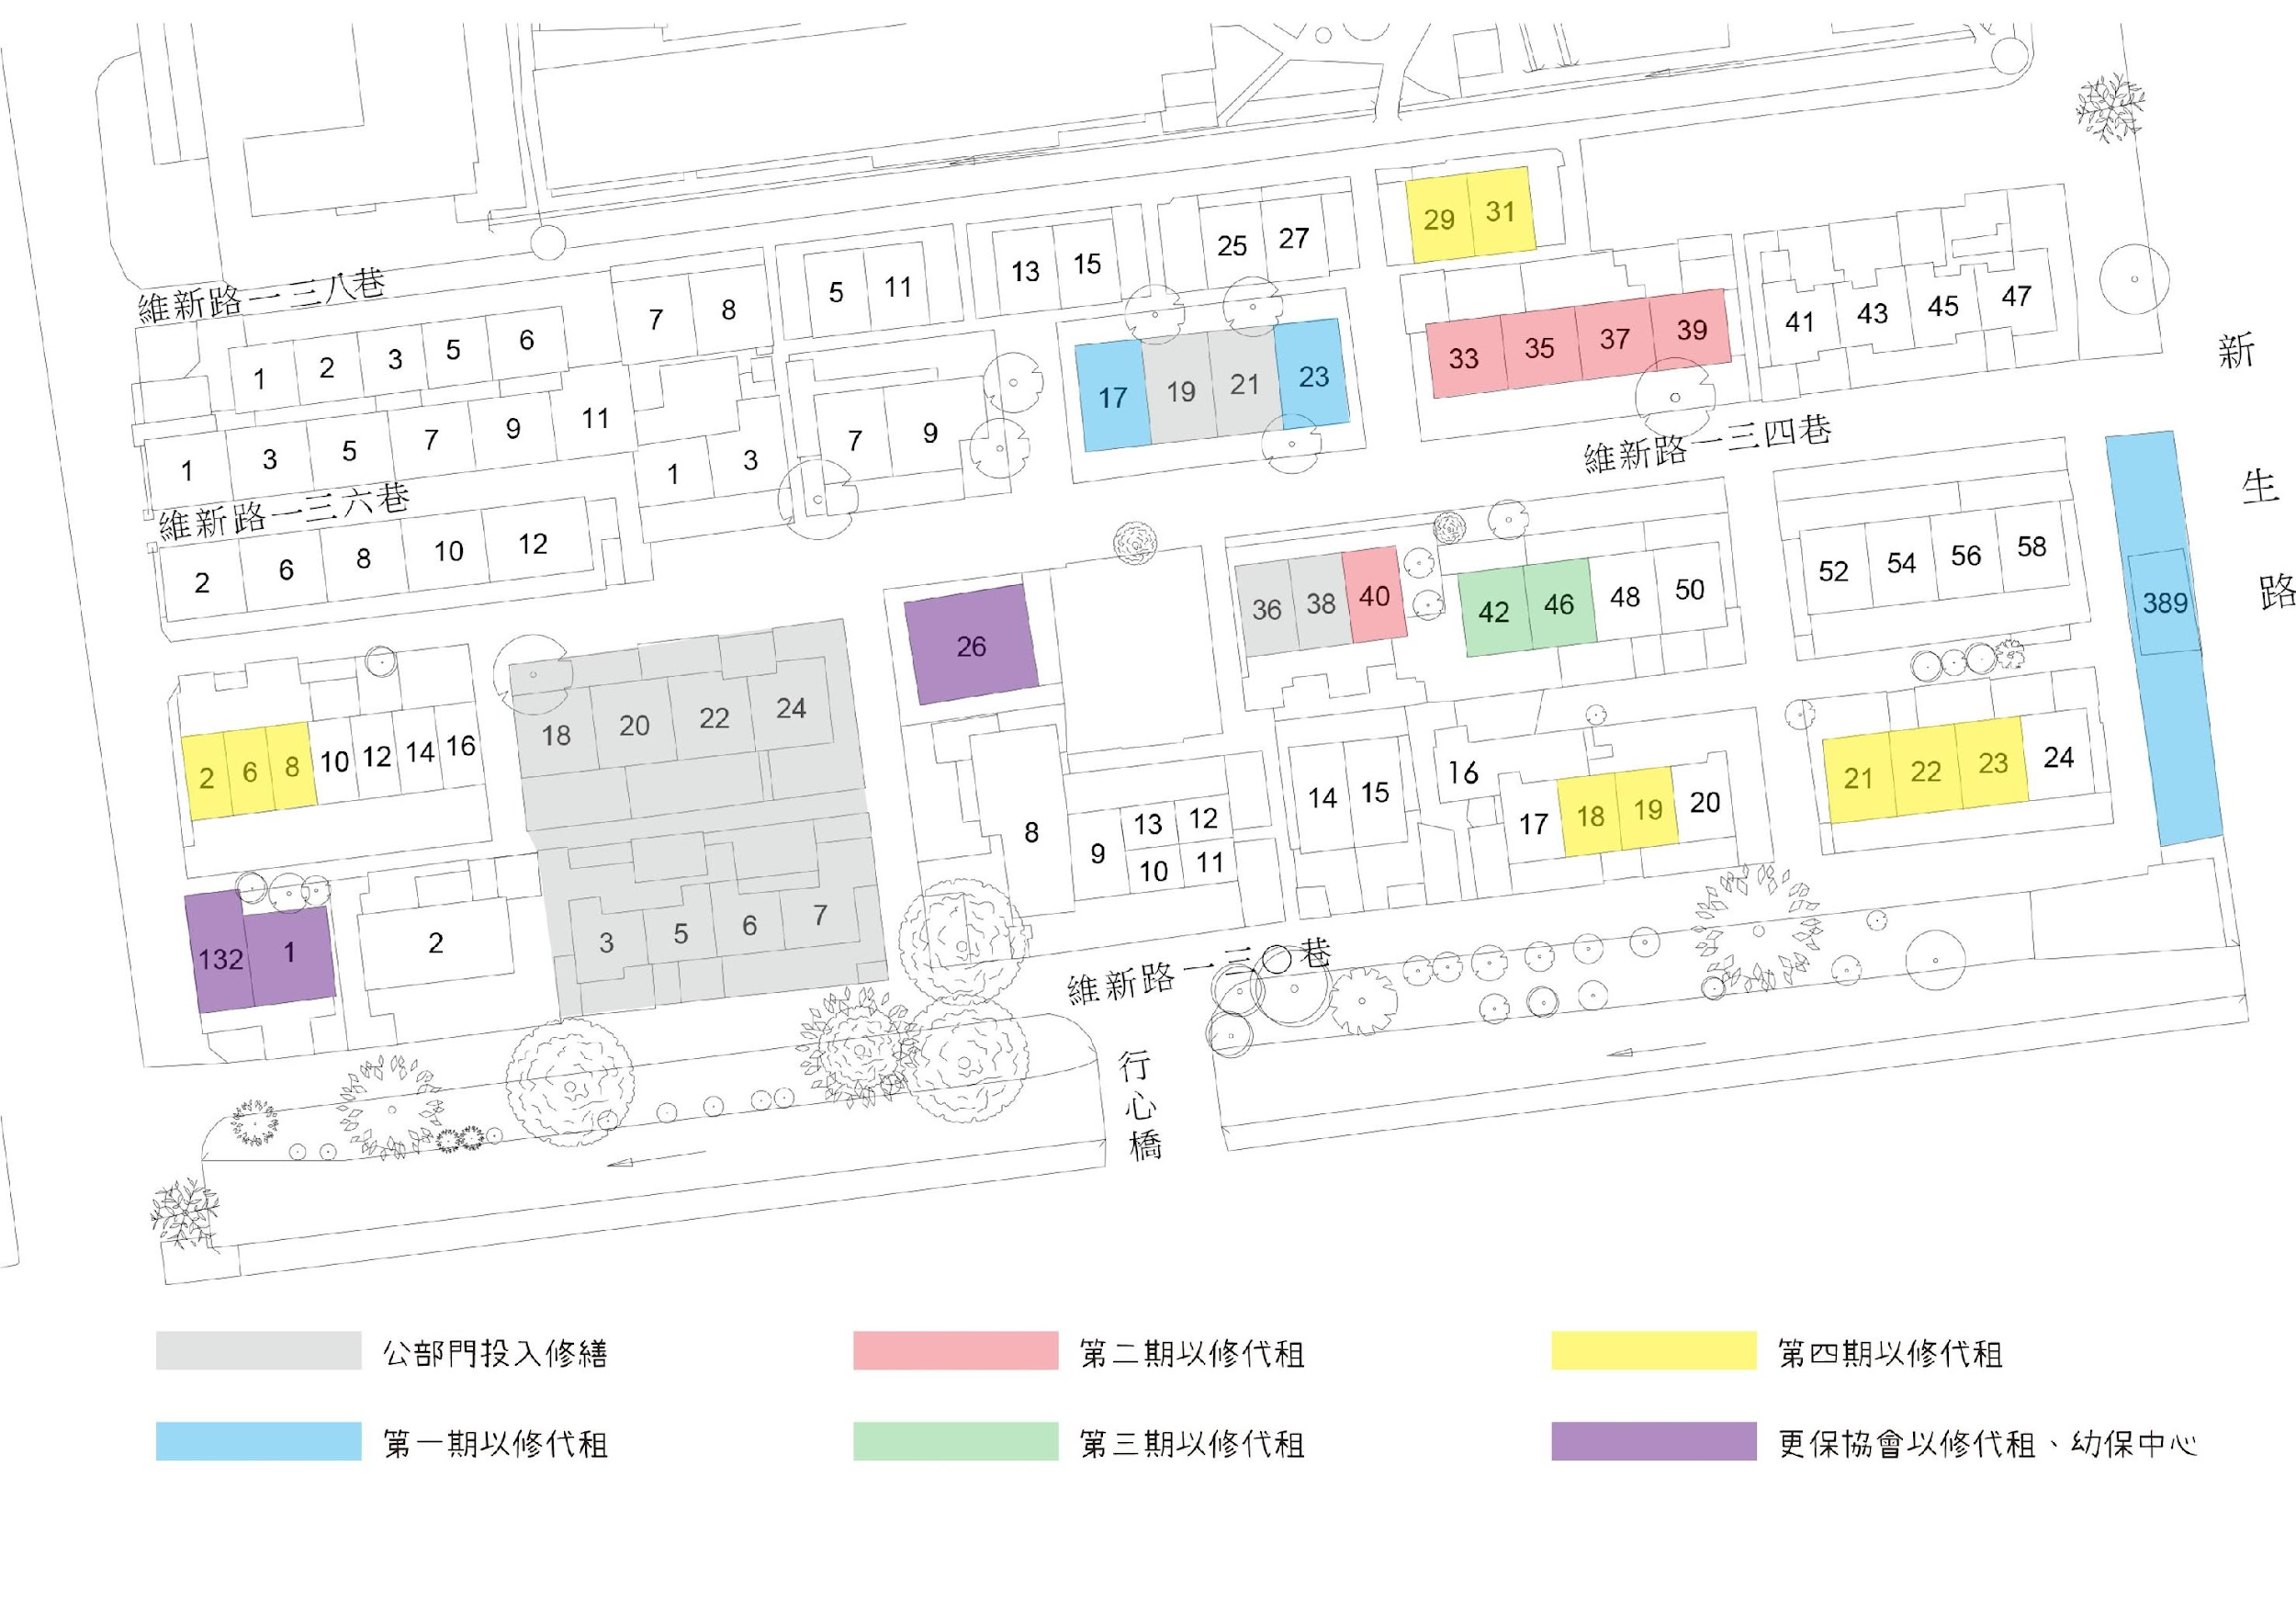 29 31
25 27
13 15
5 11
維新路一三八巷
7 8
1 2 3 5 6
41 43 45 47
33 35 37 39
新生路
17 19 21 23
7 9
1 3 5 7 9 11
1 3
維新路一三四巷
維新路一三六巷
2 6 8 10 12
52 54 56 58
389
36 38 40
42 46 48 50
26
18 20 22 24
2 6 8 10 12 14 16
8
9
13 12
10 11
14 15
16
17 18 19 20
21 22 23 24
132 1
2
3 5 6 7
維新路一三〇巷
行心橋
公部門投入修繕
第二期以修代租
第四期以修代租
第一期以修代租
第三期以修代租
更保協會以修代租、幼保中心